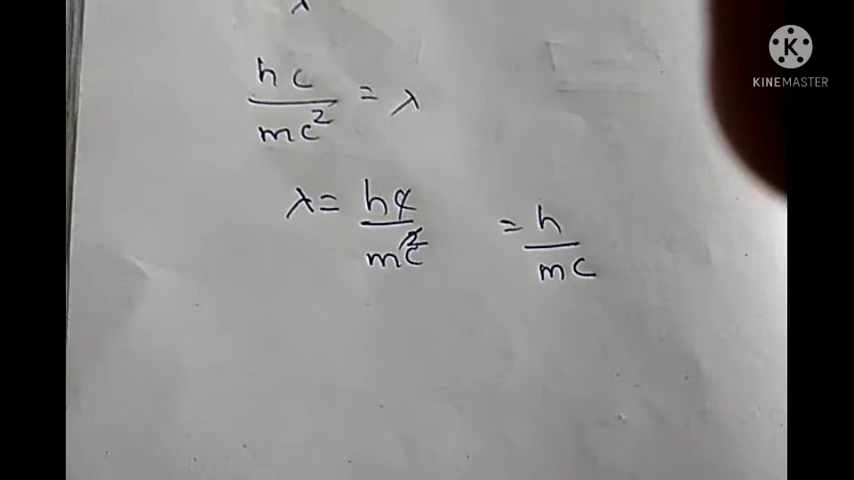 λ
hc/mc² = λ
λ = hc/mc² = h/mc
K
KINEMASTER